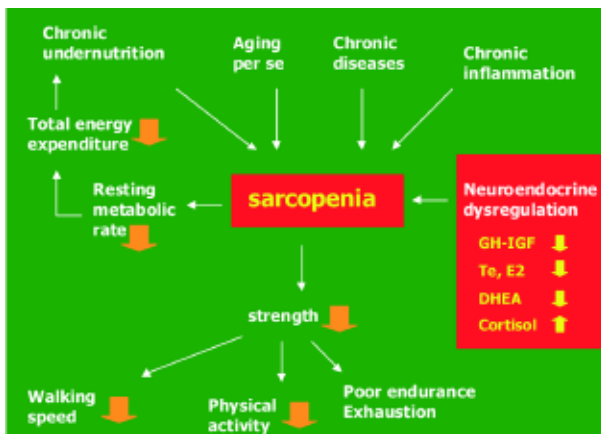 Chronic
undernutrition
Aging
per se
Chronic
diseases
Chronic
inflammation
Total energy
expenditure
Resting
metabolic
rate
sarcopenia
Neuroendocrine
dysregulation
GH-IGF
Te, E2
DHEA
Cortisol
strength
Walking
speed
Physical
activity
Poor endurance
Exhaustion